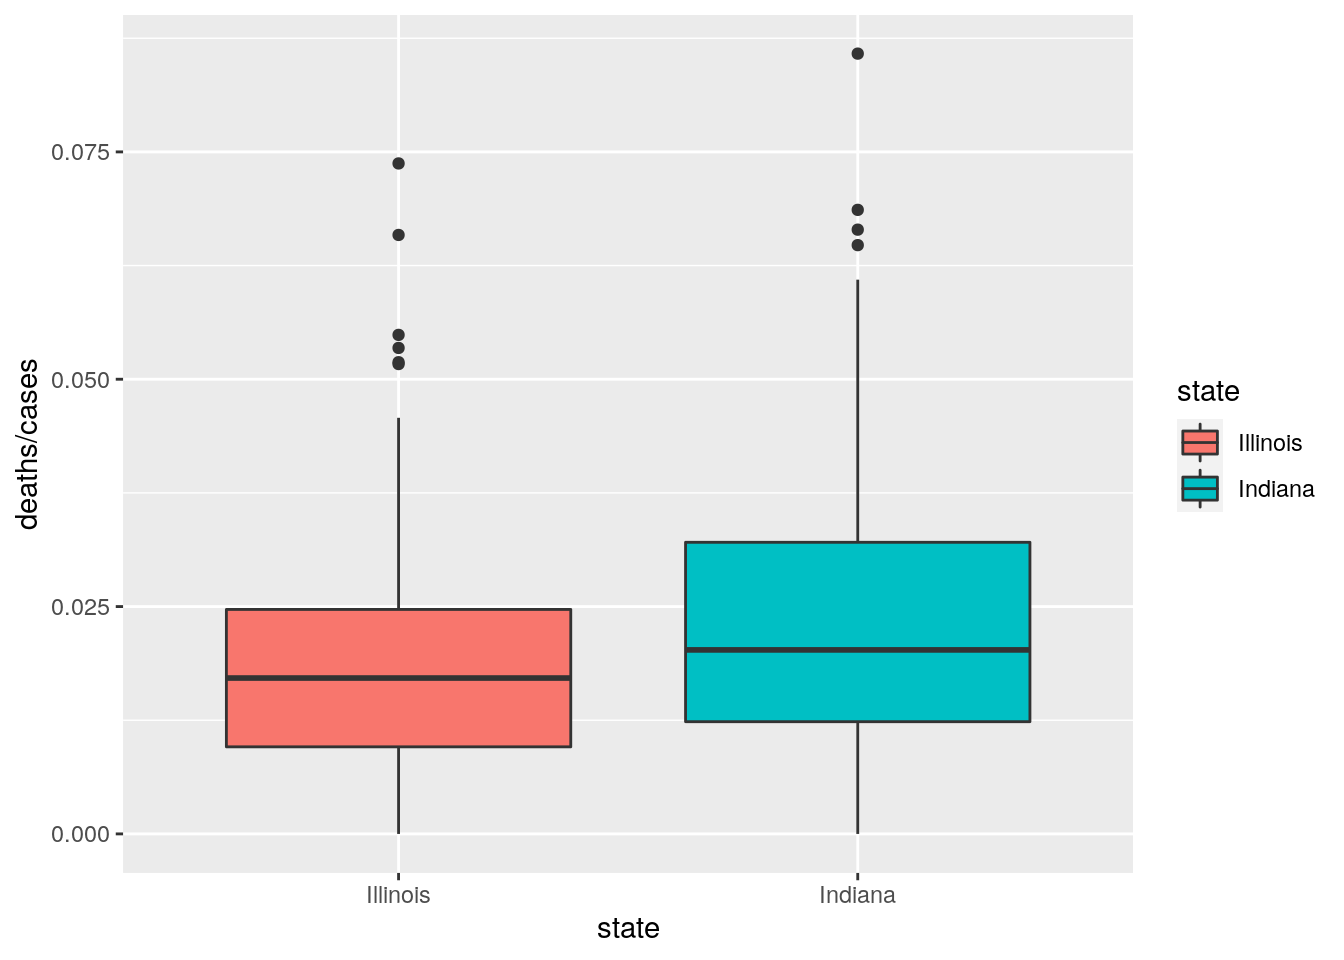 0.075
0.050
0.025
0.000
deaths/cases
Illinois
Indiana
state
state
Illinois
Indiana